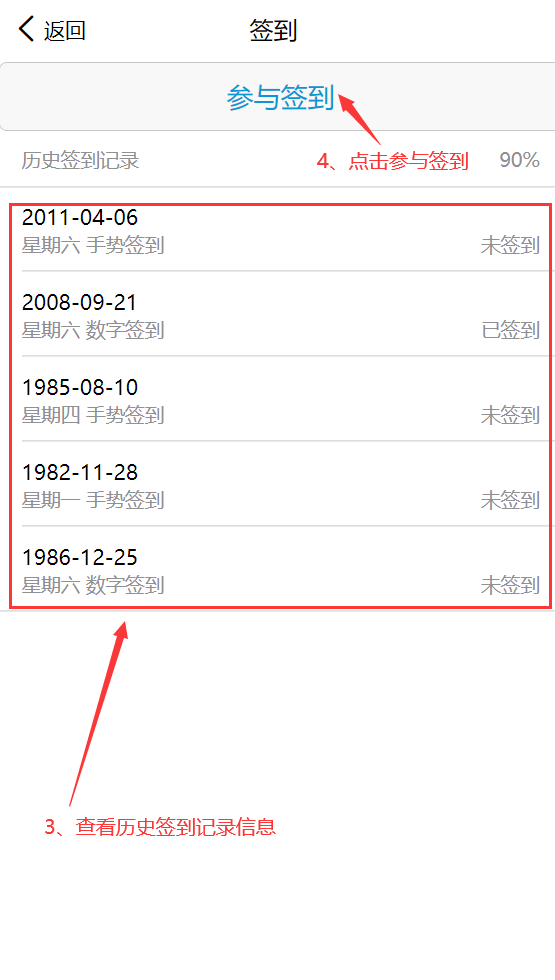 返回
签到
参与签到
历史签到记录
4、点击参与签到
90%
2011-04-06
星期六 手势签到
未签到
2008-09-21
星期六 数字签到
已签到
1985-08-10
星期四 手势签到
未签到
1982-11-28
星期一 手势签到
未签到
1986-12-25
星期六 数字签到
未签到
3、查看历史签到记录信息